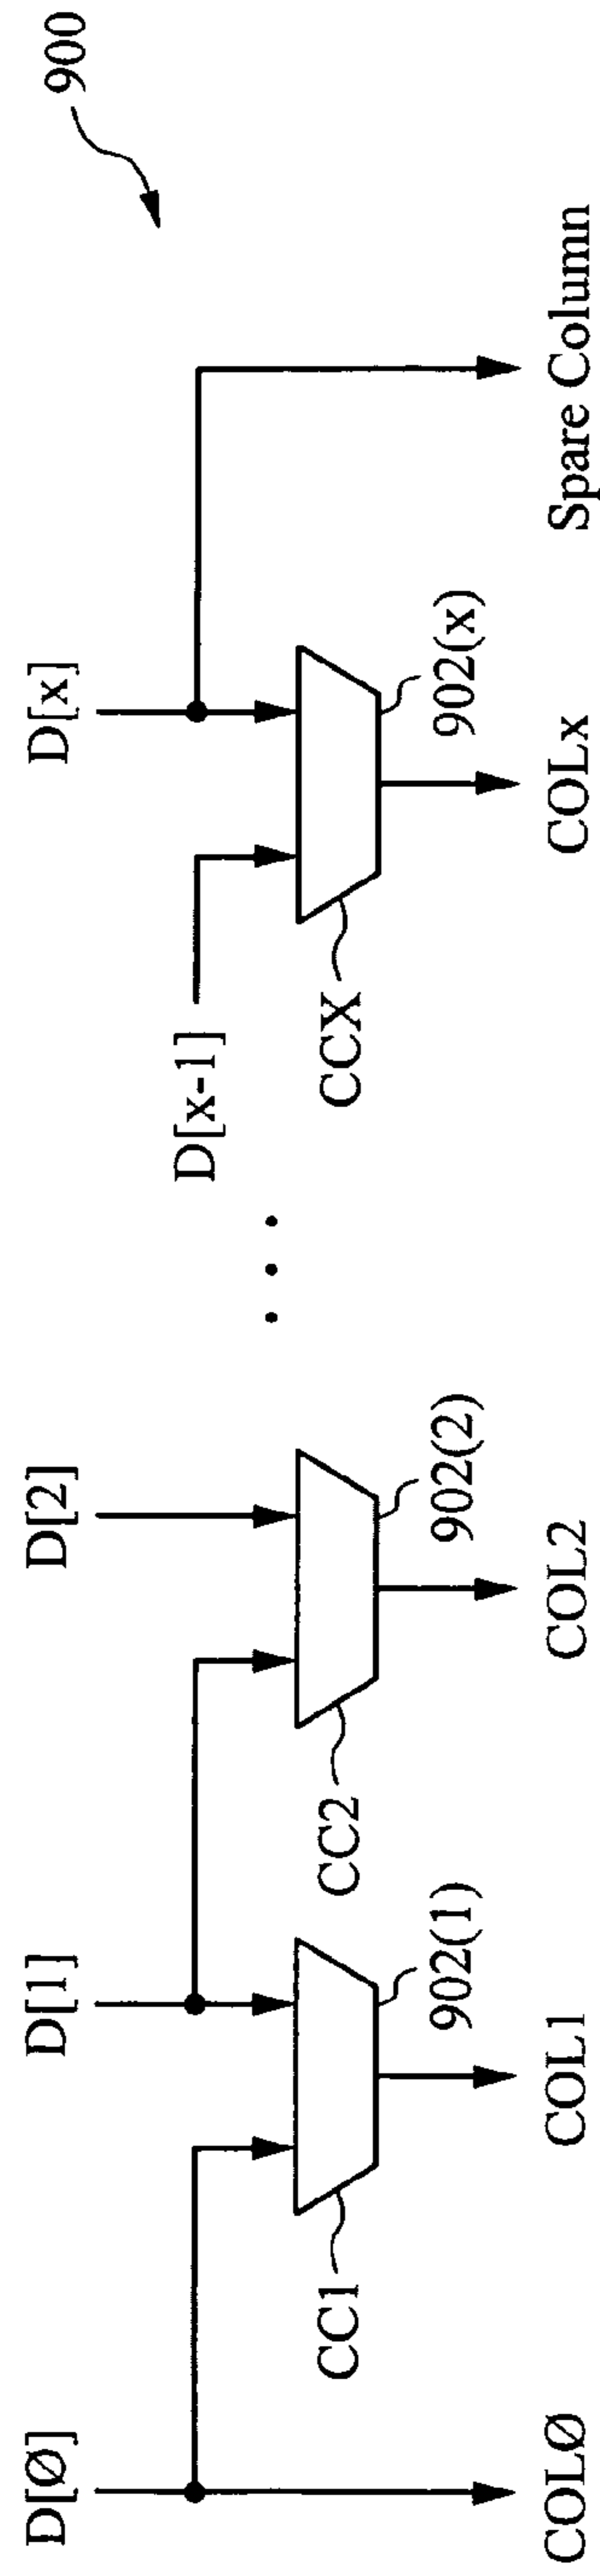 900
D[Ø]
D[1]
D[2]
D[x-1]
D[x]
CC1
902(1)
CC2
902(2)
CCX
902(x)
COLØ
COL1
COL2
COLx
Spare Column